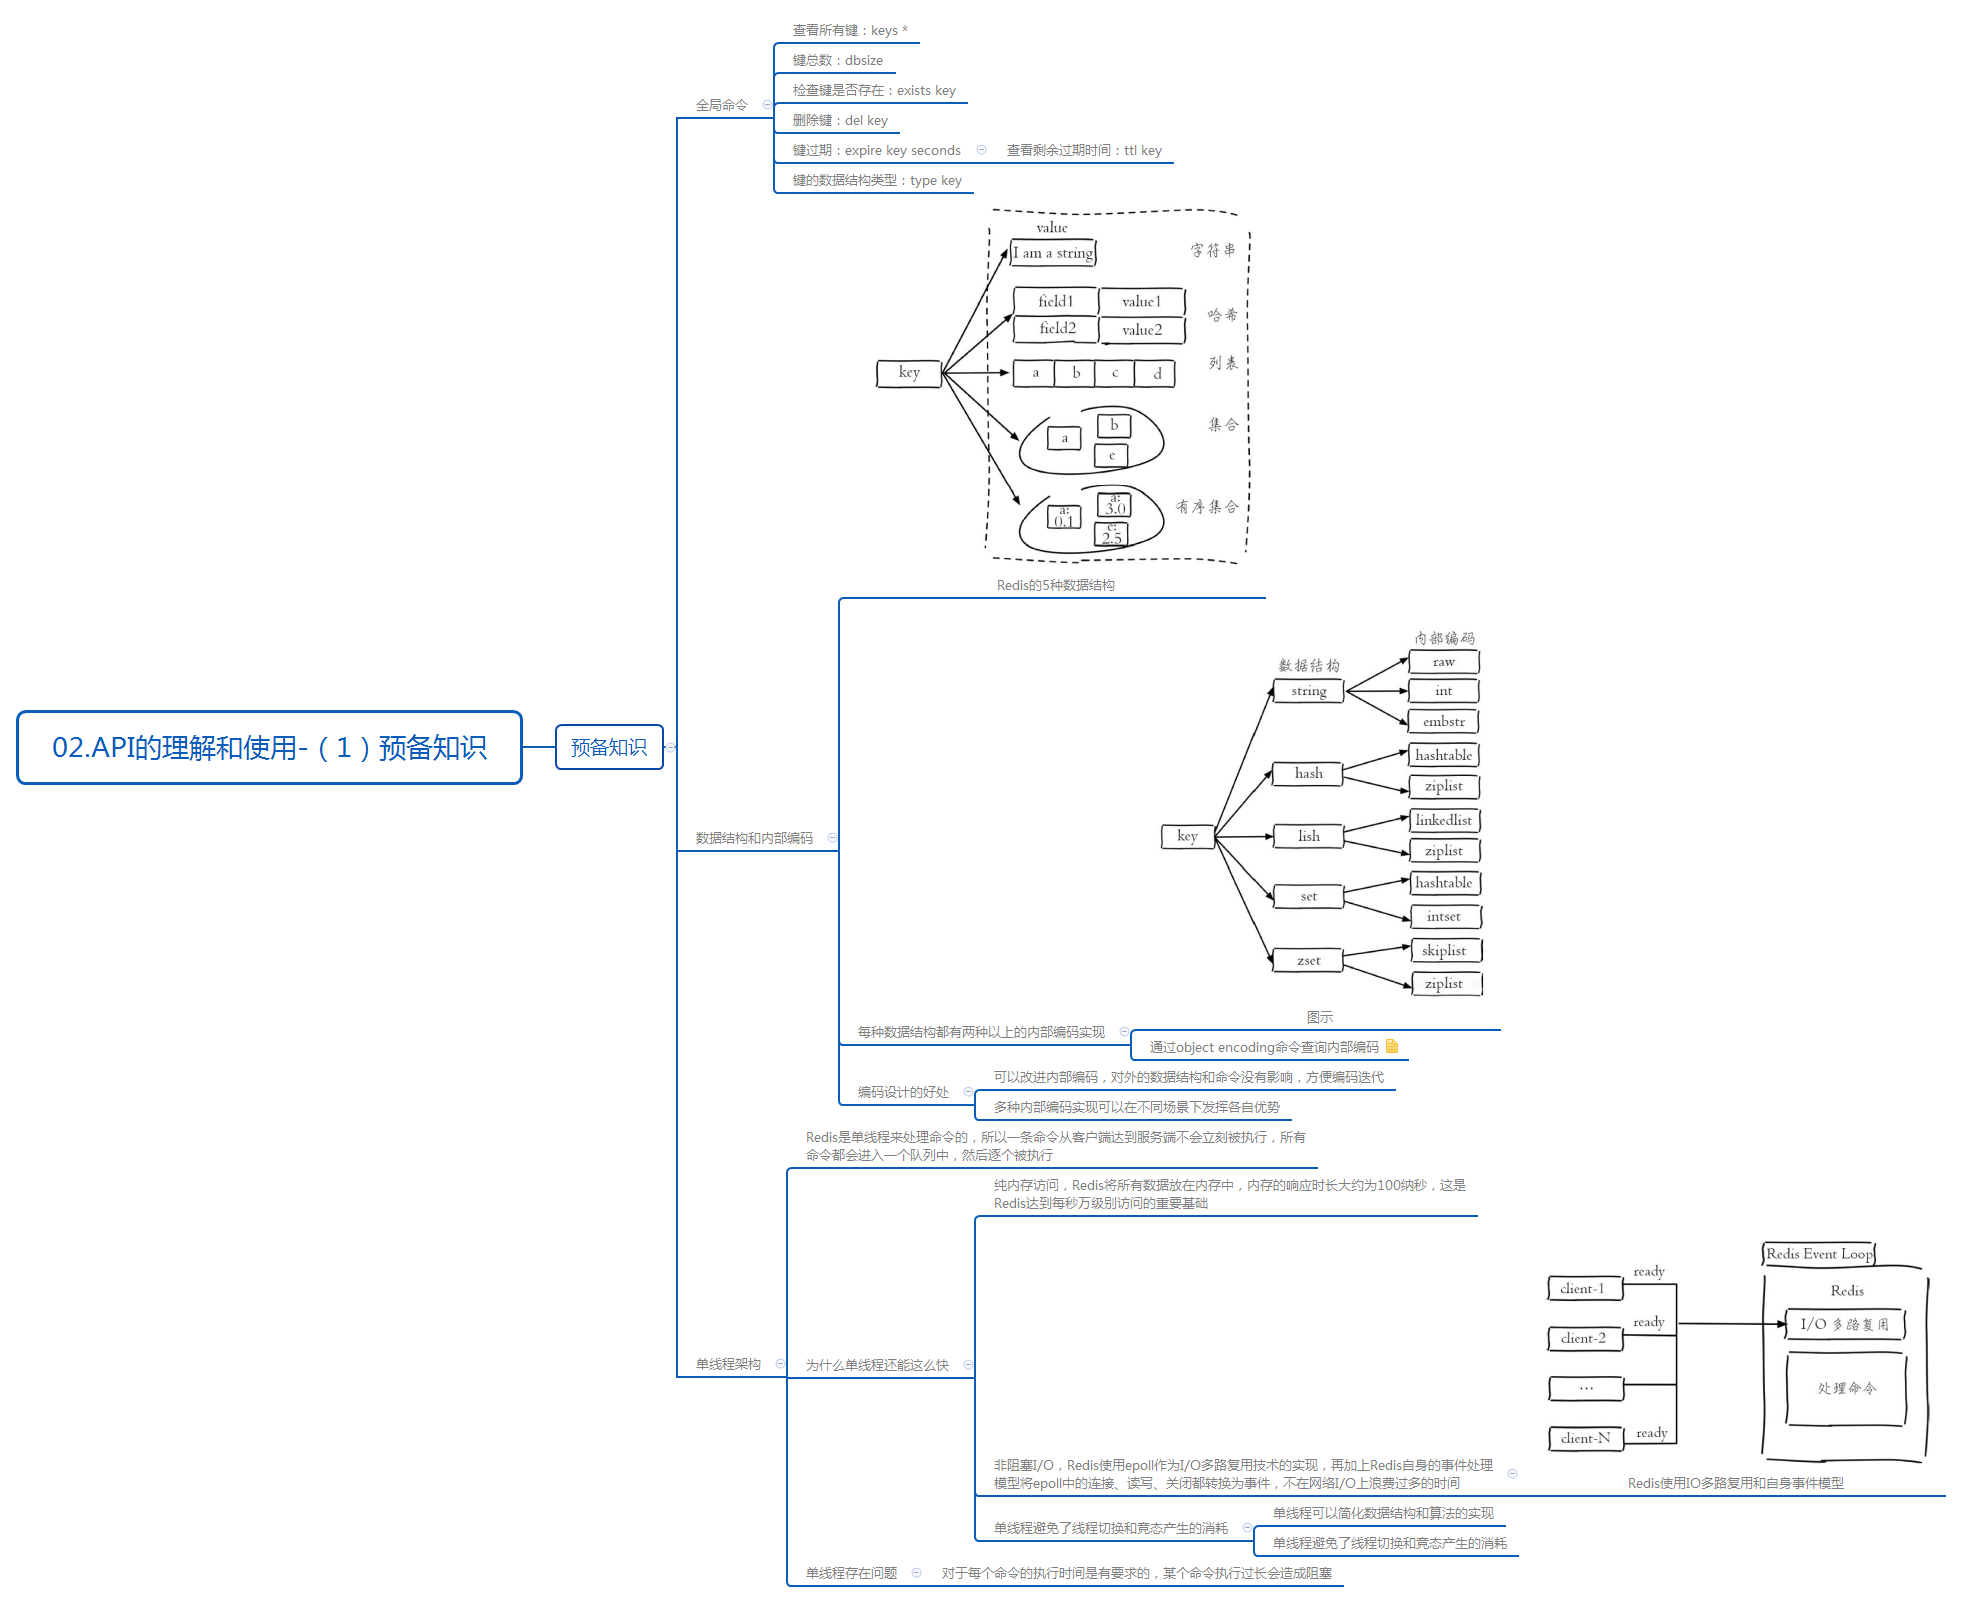 查看所有键：keys *
键总数：dbsize
检查键是否存在：exists key
全局命令
删除键：del key
键过期：expire key seconds
查看剩余过期时间：ttl key
键的数据结构类型：type key
value
I am a string
字符串
field1
value1
field2
value2
哈希
key
a
b
c
d
列表
a
b
e
集合
a:
0.1
a:
3.0
e:
2.5
有序集合
Redis的5种数据结构
02.API的理解和使用-（1）预备知识
预备知识
数据结构和内部编码
数据结构
内部编码
key
string
raw
int
embstr
hash
hashtable
ziplist
lish
linkedlist
ziplist
set
hashtable
intset
zset
skiplist
ziplist
每种数据结构都有两种以上的内部编码实现
图示
通过object encoding命令查询内部编码
编码设计的好处
可以改进内部编码，对外的数据结构和命令没有影响，方便编码迭代
多种内部编码实现可以在不同场景下发挥各自优势
单线程架构
Redis是单线程来处理命令的，所以一条命令从客户端达到服务端不会立刻被执行，所有
命令都会进入一个队列中，然后逐个被执行
为什么单线程还能这么快
纯内存访问，Redis将所有数据放在内存中，内存的响应时长大约为100纳秒，这是
Redis达到每秒万级别访问的重要基础
client-1
ready
client-2
ready
...
client-N
ready
Redis Event Loop
Redis
I/O 多路复用
处理命令
非阻塞I/O，Redis使用epoll作为I/O多路复用技术的实现，再加上Redis自身的事件处理
模型将epoll中的连接、读写、关闭都转换为事件，不在网络I/O上浪费过多的时间
Redis使用IO多路复用和自身事件模型
单线程避免了线程切换和竞态产生的消耗
单线程可以简化数据结构和算法的实现
单线程避免了线程切换和竞态产生的消耗
单线程存在问题
对于每个命令的执行时间是有要求的，某个命令执行过长会造成阻塞